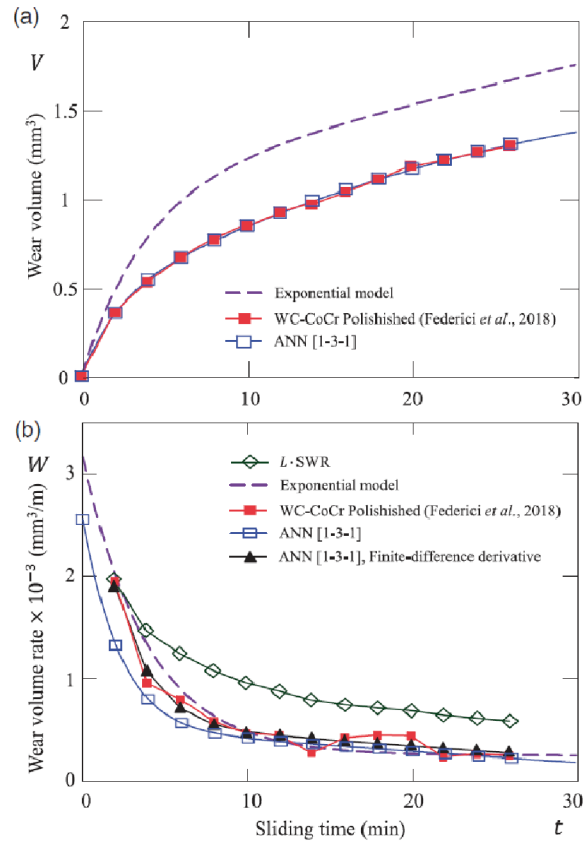 (a)
2
V
1.5
1
0.5
0
Wear volume (mm³)
Exponential model
WC-CoCr Polishished (Federici et al., 2018)
ANN [1-3-1]
0
10
20
30
(b)
W
3
2
1
0
Wear volume rate × 10⁻³ (mm³/m)
L·SWR
Exponential model
WC-CoCr Polishished (Federici et al., 2018)
ANN [1-3-1]
ANN [1-3-1], Finite-difference derivative
0
10
20
30
Sliding time (min)
t